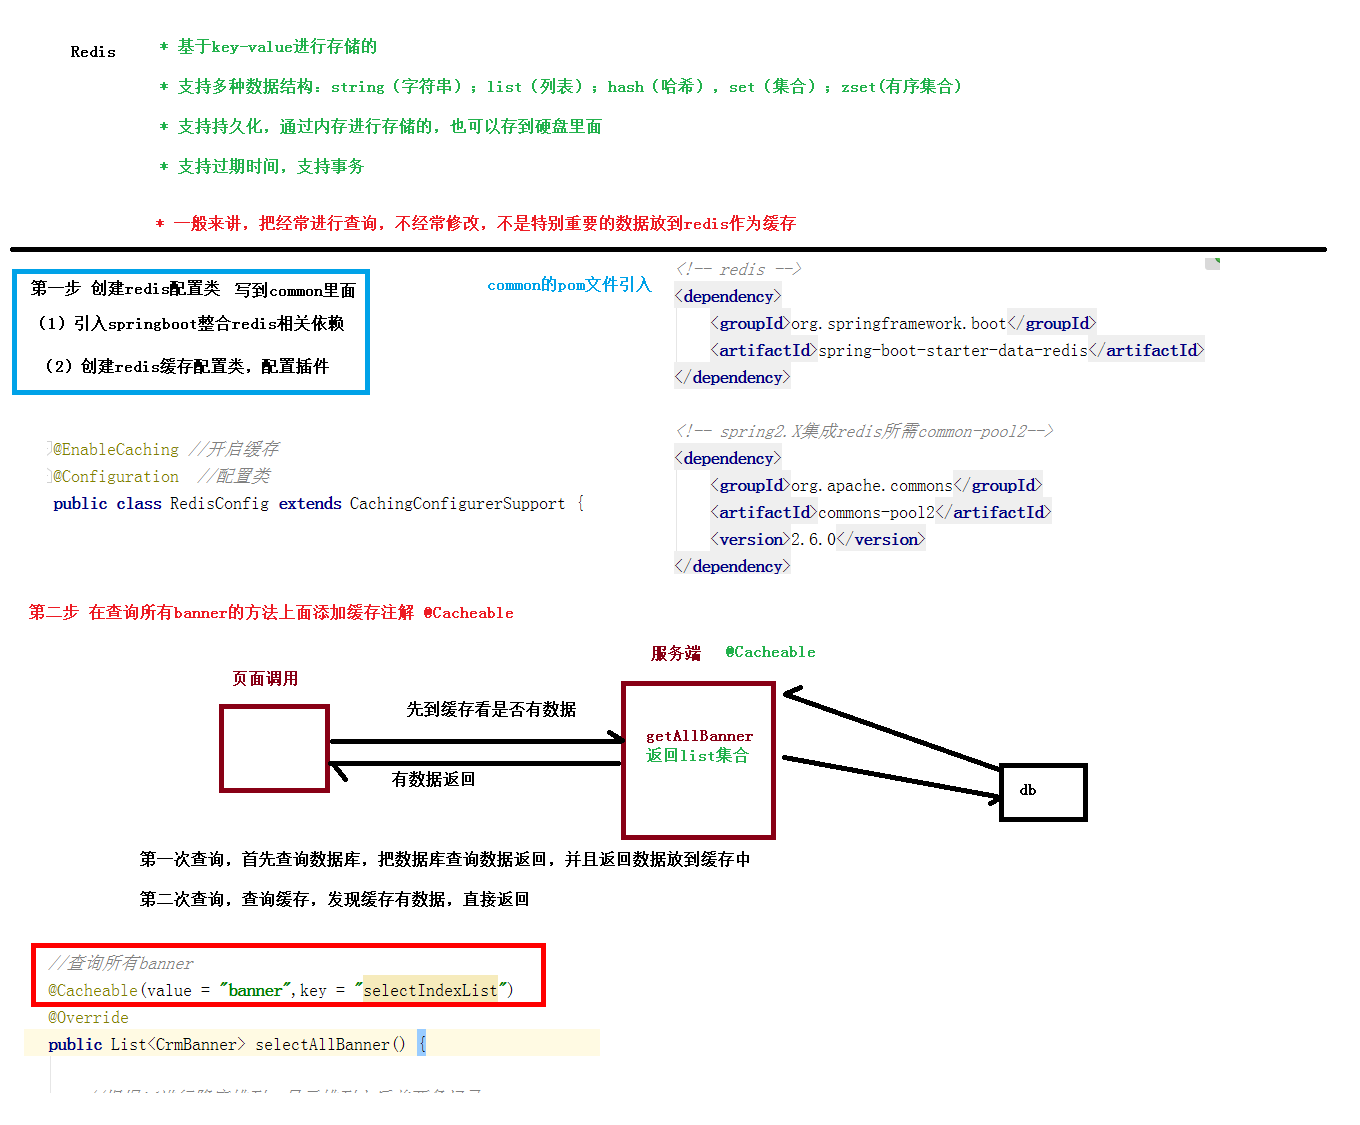 Redis
* 基于key-value进行存储的
* 支持多种数据结构：string（字符串）；list（列表）；hash（哈希），set（集合）；zset(有序集合)
* 支持持久化，通过内存进行存储的，也可以存到硬盘里面
* 支持过期时间，支持事务
* 一般来讲，把经常进行查询，不经常修改，不是特别重要的数据放到redis作为缓存
第一步 创建redis配置类 写到common里面
（1）引入springboot整合redis相关依赖
（2）创建redis缓存配置类，配置插件
common的pom文件引入
<!-- redis -->
<dependency>
<groupId>org.springframework.boot</groupId>
<artifactId>spring-boot-starter-data-redis</artifactId>
</dependency>
<!-- spring2.X集成redis所需common-pool2-->
<dependency>
<groupId>org.apache.commons</groupId>
<artifactId>commons-pool2</artifactId>
<version>2.6.0</version>
</dependency>
@EnableCaching //开启缓存
@Configuration //配置类
public class RedisConfig extends CachingConfigurerSupport {
第二步 在查询所有banner的方法上面添加缓存注解 @Cacheable
服务端 @Cacheable
页面调用
先到缓存看是否有数据
getAllBanner
返回list集合
有数据返回
db
第一次查询，首先查询数据库，把数据库查询数据返回，并且返回数据放到缓存中
第二次查询，查询缓存，发现缓存有数据，直接返回
//查询所有banner
@Cacheable(value = "banner",key = "selectIndexList")
@Override
public List<CrmBanner> selectAllBanner() {